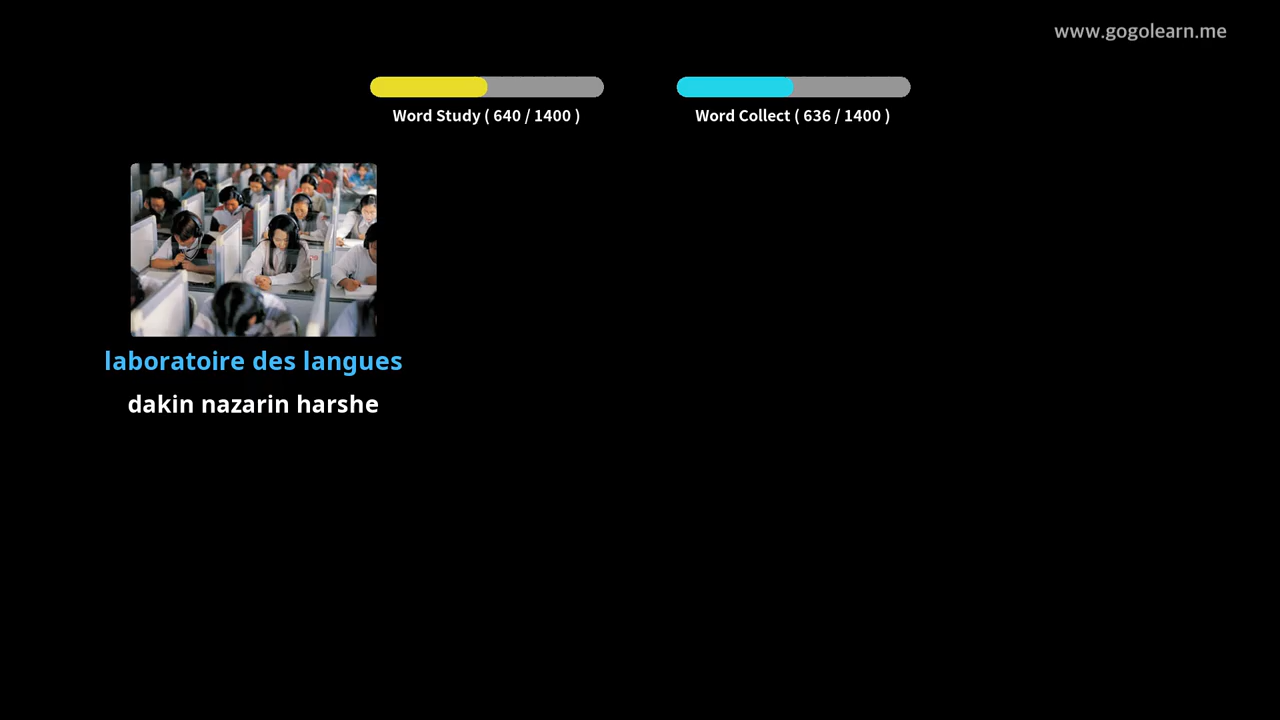 www.gogolearn.me
Word Study ( 640 / 1400 )
Word Collect ( 636 / 1400 )
laboratoire des langues
dakin nazarin harshe